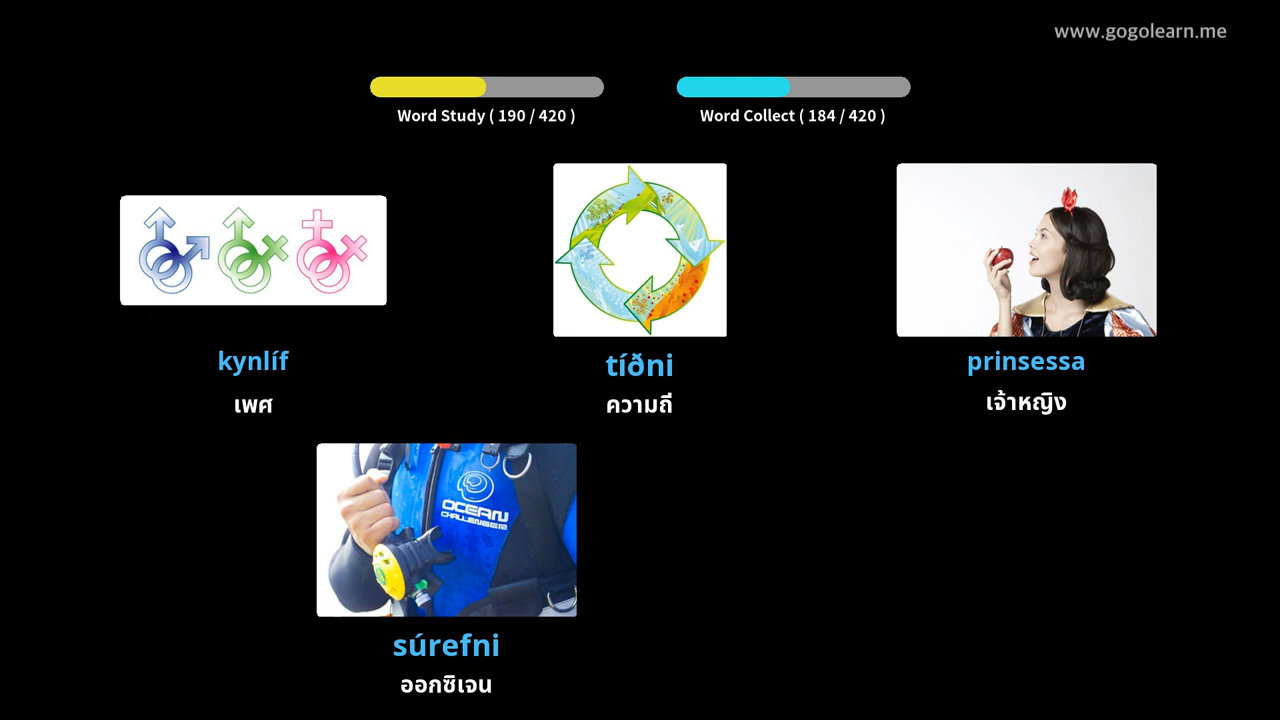 www.gogolearn.me
Word Study ( 190 / 420 )
Word Collect ( 184 / 420 )
kynlíf
เพศ
tíðni
ความถี่
prinsessa
เจ้าหญิง
OCEAN
CHALLENGER
súrefni
ออกซิเจน